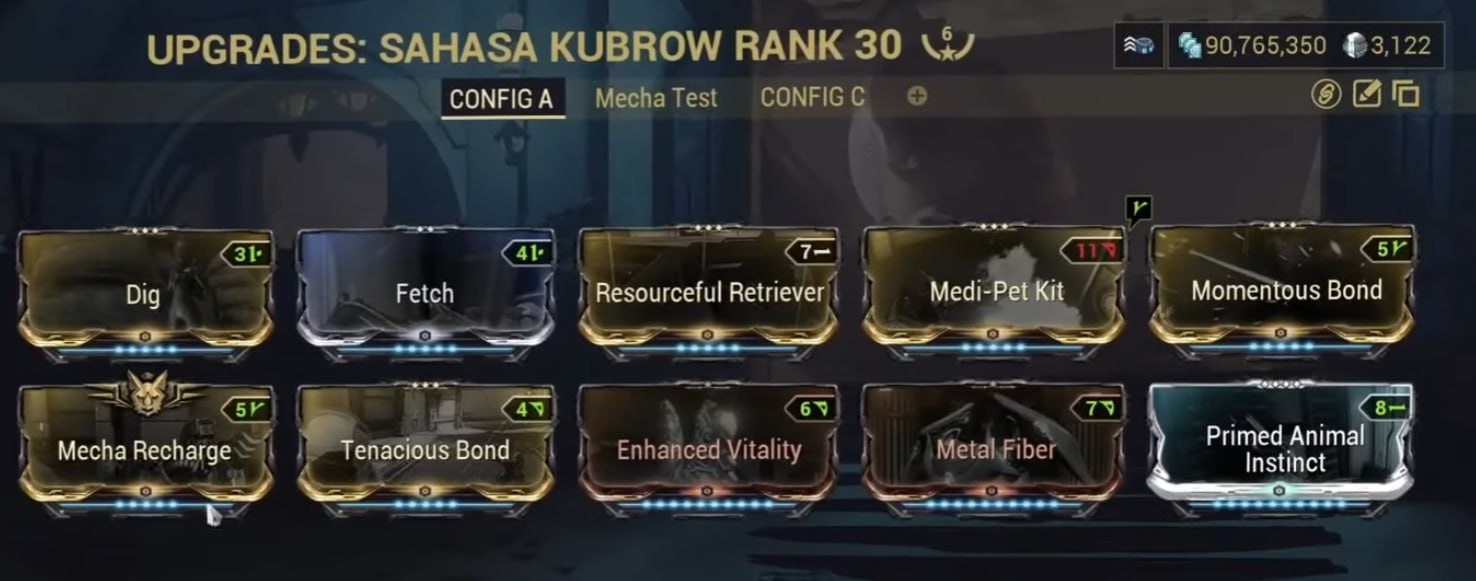 UPGRADES: SAHASA KUBROW RANK 30
6
90,765,350
3,122
CONFIG A
Mecha Test
CONFIG C
3
Dig
4
Fetch
7
Resourceful Retriever
11
Medi-Pet Kit
5
Momentous Bond
5
Mecha Recharge
4
Tenacious Bond
6
Enhanced Vitality
7
Metal Fiber
8
Primed Animal
Instinct